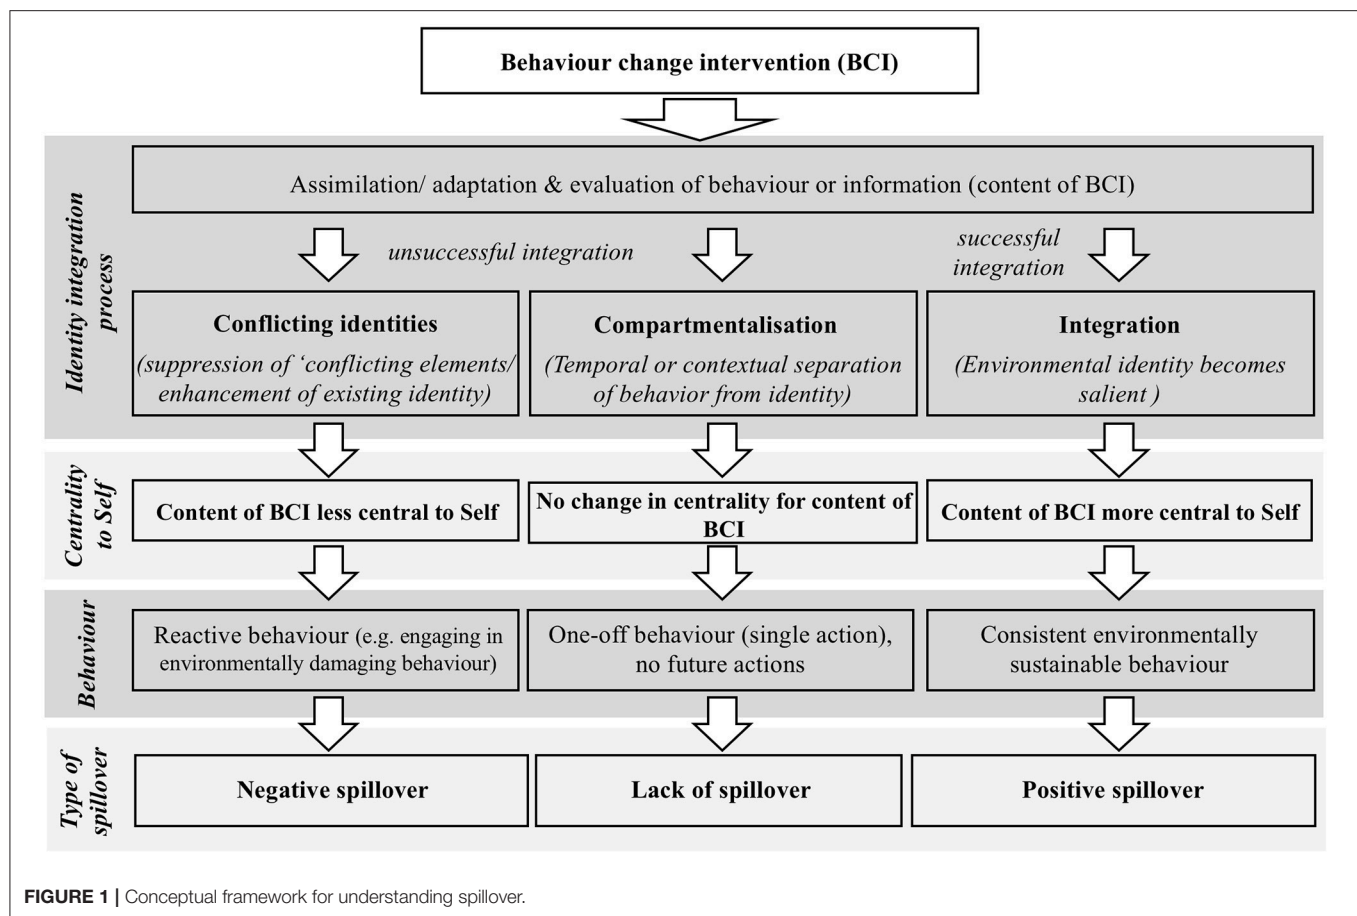 Behaviour change intervention (BCI)
Identity integration
process
Assimilation/ adaptation & evaluation of behaviour or information (content of BCI)
unsuccessful integration
successful
integration
Conflicting identities
(suppression of ‘conflicting elements/
enhancement of existing identity)
Compartmentalisation
(Temporal or contextual separation
of behavior from identity)
Integration
(Environmental identity becomes
salient )
Centrality
to Self
Content of BCI less central to Self
No change in centrality for content of
BCI
Content of BCI more central to Self
Behaviour
Reactive behaviour (e.g. engaging in
environmentally damaging behaviour)
One-off behaviour (single action),
no future actions
Consistent environmentally
sustainable behaviour
Type of
spillover
Negative spillover
Lack of spillover
Positive spillover
FIGURE 1 | Conceptual framework for understanding spillover.